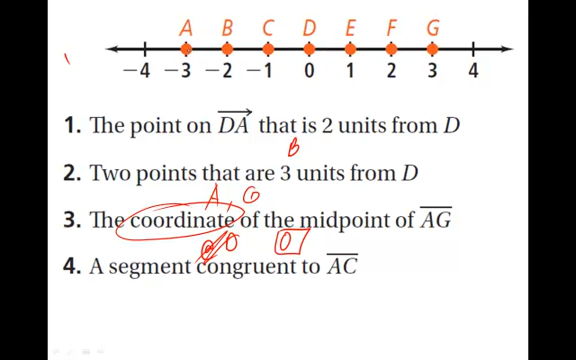 A B C D E F G
−4 −3 −2 −1 0 1 2 3 4
1. The point on DA that is 2 units from D
B
2. Two points that are 3 units from D
A, G
3. The coordinate of the midpoint of AG
0 0
4. A segment congruent to AC